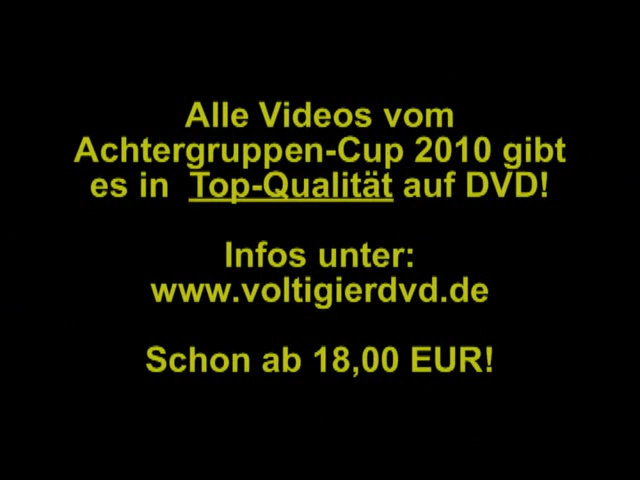 Alle Videos vom
Achtergruppen-Cup 2010 gibt
es in Top-Qualität auf DVD!
Infos unter:
www.voltigierdvd.de
Schon ab 18,00 EUR!